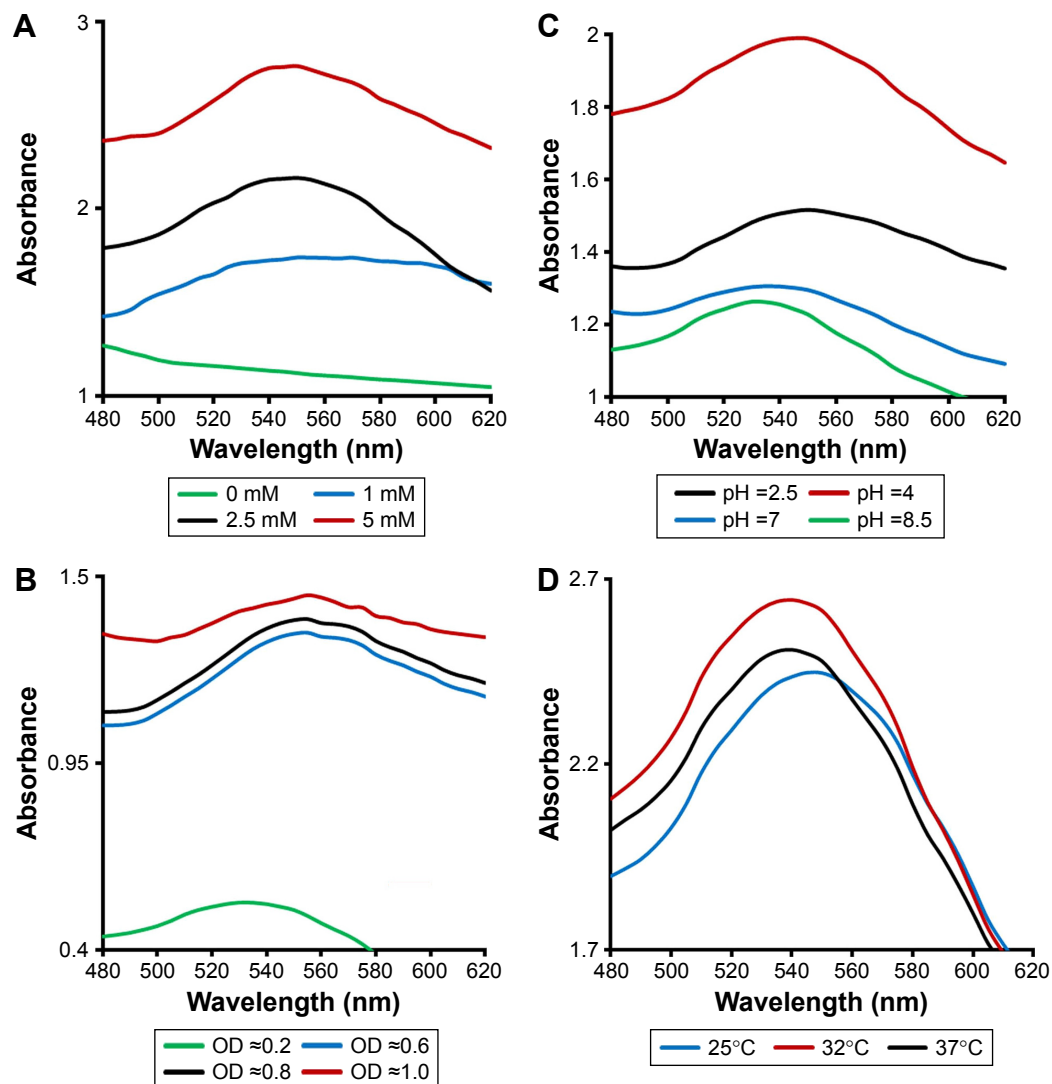 A
3
2
1
Absorbance
480 500 520 540 560 580 600 620
Wavelength (nm)
0 mM 1 mM
2.5 mM 5 mM
C
2
1.8
1.6
1.4
1.2
1
Absorbance
480 500 520 540 560 580 600 620
Wavelength (nm)
pH =2.5 pH =4
pH =7 pH =8.5
B
1.5
0.95
0.4
Absorbance
480 500 520 540 560 580 600 620
Wavelength (nm)
OD ≈0.2 OD ≈0.6
OD ≈0.8 OD ≈1.0
D
2.7
2.2
1.7
Absorbance
480 500 520 540 560 580 600 620
Wavelength (nm)
25°C 32°C 37°C